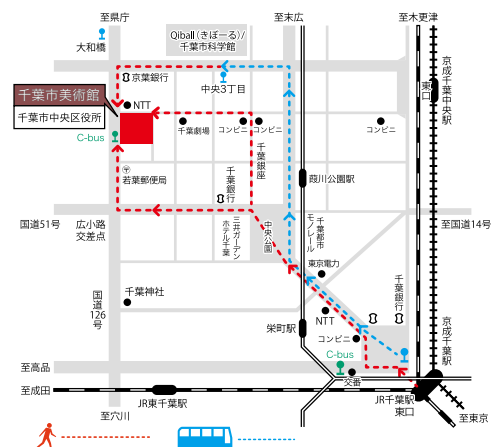 至県庁
至末広
至木更津
Qiball(きぼーる)/
千葉市科学館
大和橋
京葉銀行
中央3丁目
京成千葉中央駅
東口
千葉市美術館
千葉市中央区役所
NTT
C-bus
千葉劇場
コンビニ
コンビニ
コンビニ
若葉郵便局
千葉銀行
千葉銀座
葭川公園駅
国道51号
広小路
交差点
三井ガーデン
ホテル千葉
中央公園
千葉都市
モノレール
至国道14号
東京電力
千葉銀行
国道126号
千葉神社
NTT
栄町駅
コンビニ
京成千葉駅
C-bus
至高品
交番
至成田
JR東千葉駅
JR千葉駅
東口
至穴川
至東京